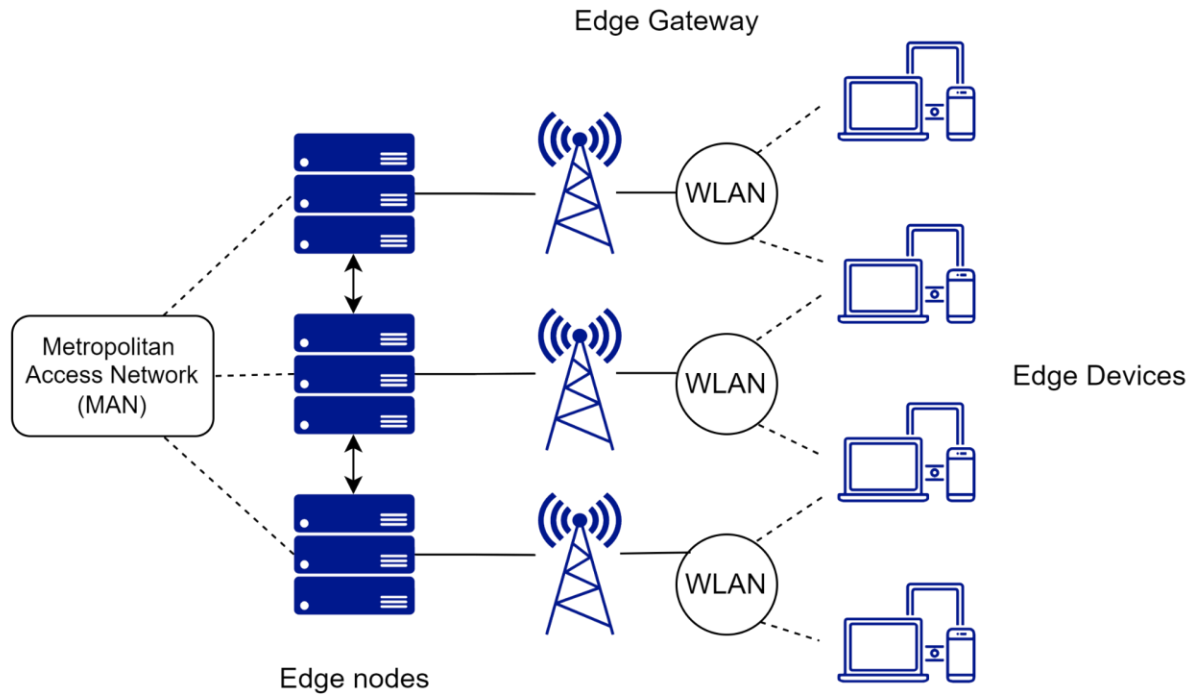 Edge Gateway
WLAN
Metropolitan
Access Network
(MAN)
WLAN
Edge Devices
WLAN
Edge nodes